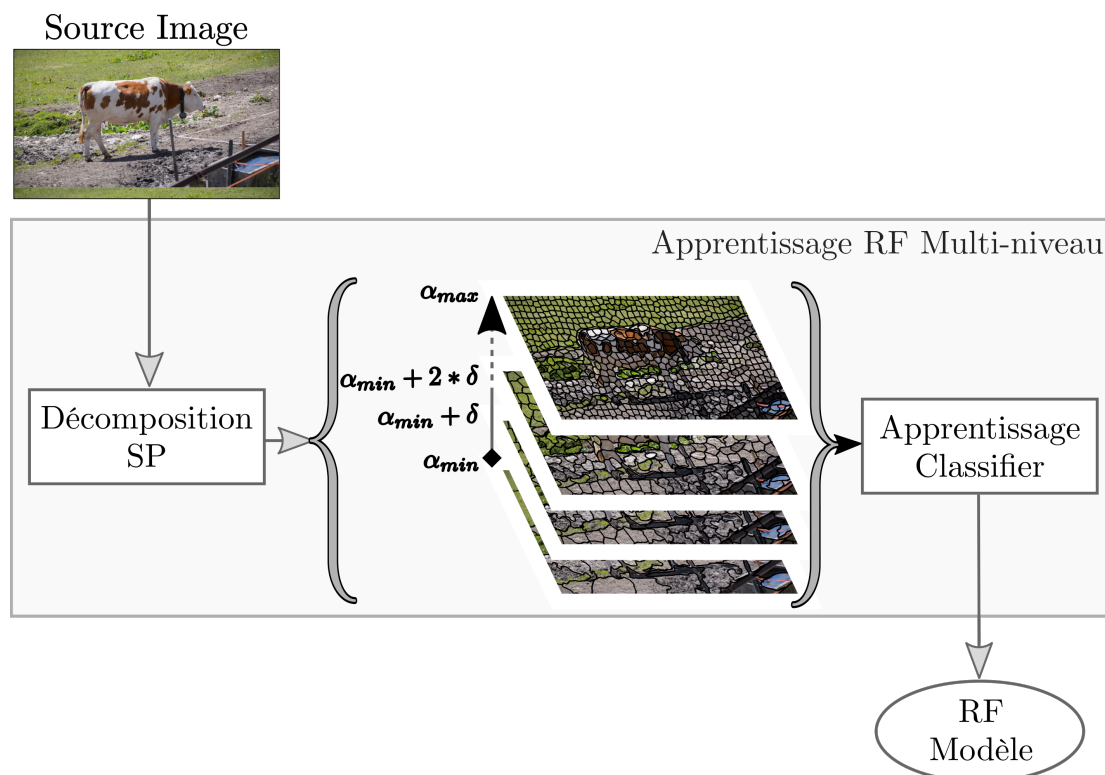 Source Image
Apprentissage RF Multi-niveau
α_max
α_min + 2 * δ
α_min + δ
α_min
Décomposition
SP
Apprentissage
Classifier
RF
Modèle